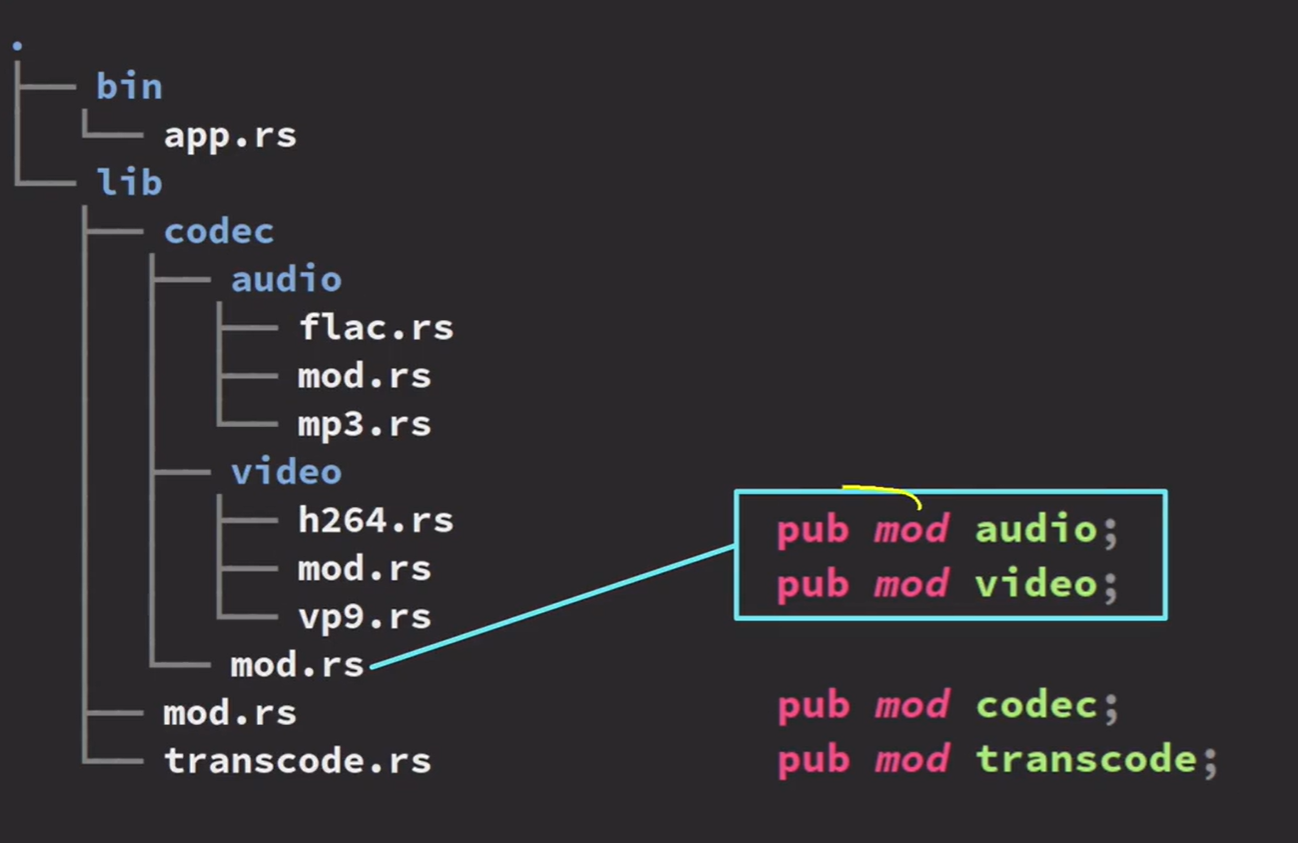 .
bin
app.rs
lib
codec
audio
flac.rs
mod.rs
mp3.rs
video
h264.rs
mod.rs
vp9.rs
mod.rs
mod.rs
transcode.rs
pub mod audio;
pub mod video;
pub mod codec;
pub mod transcode;